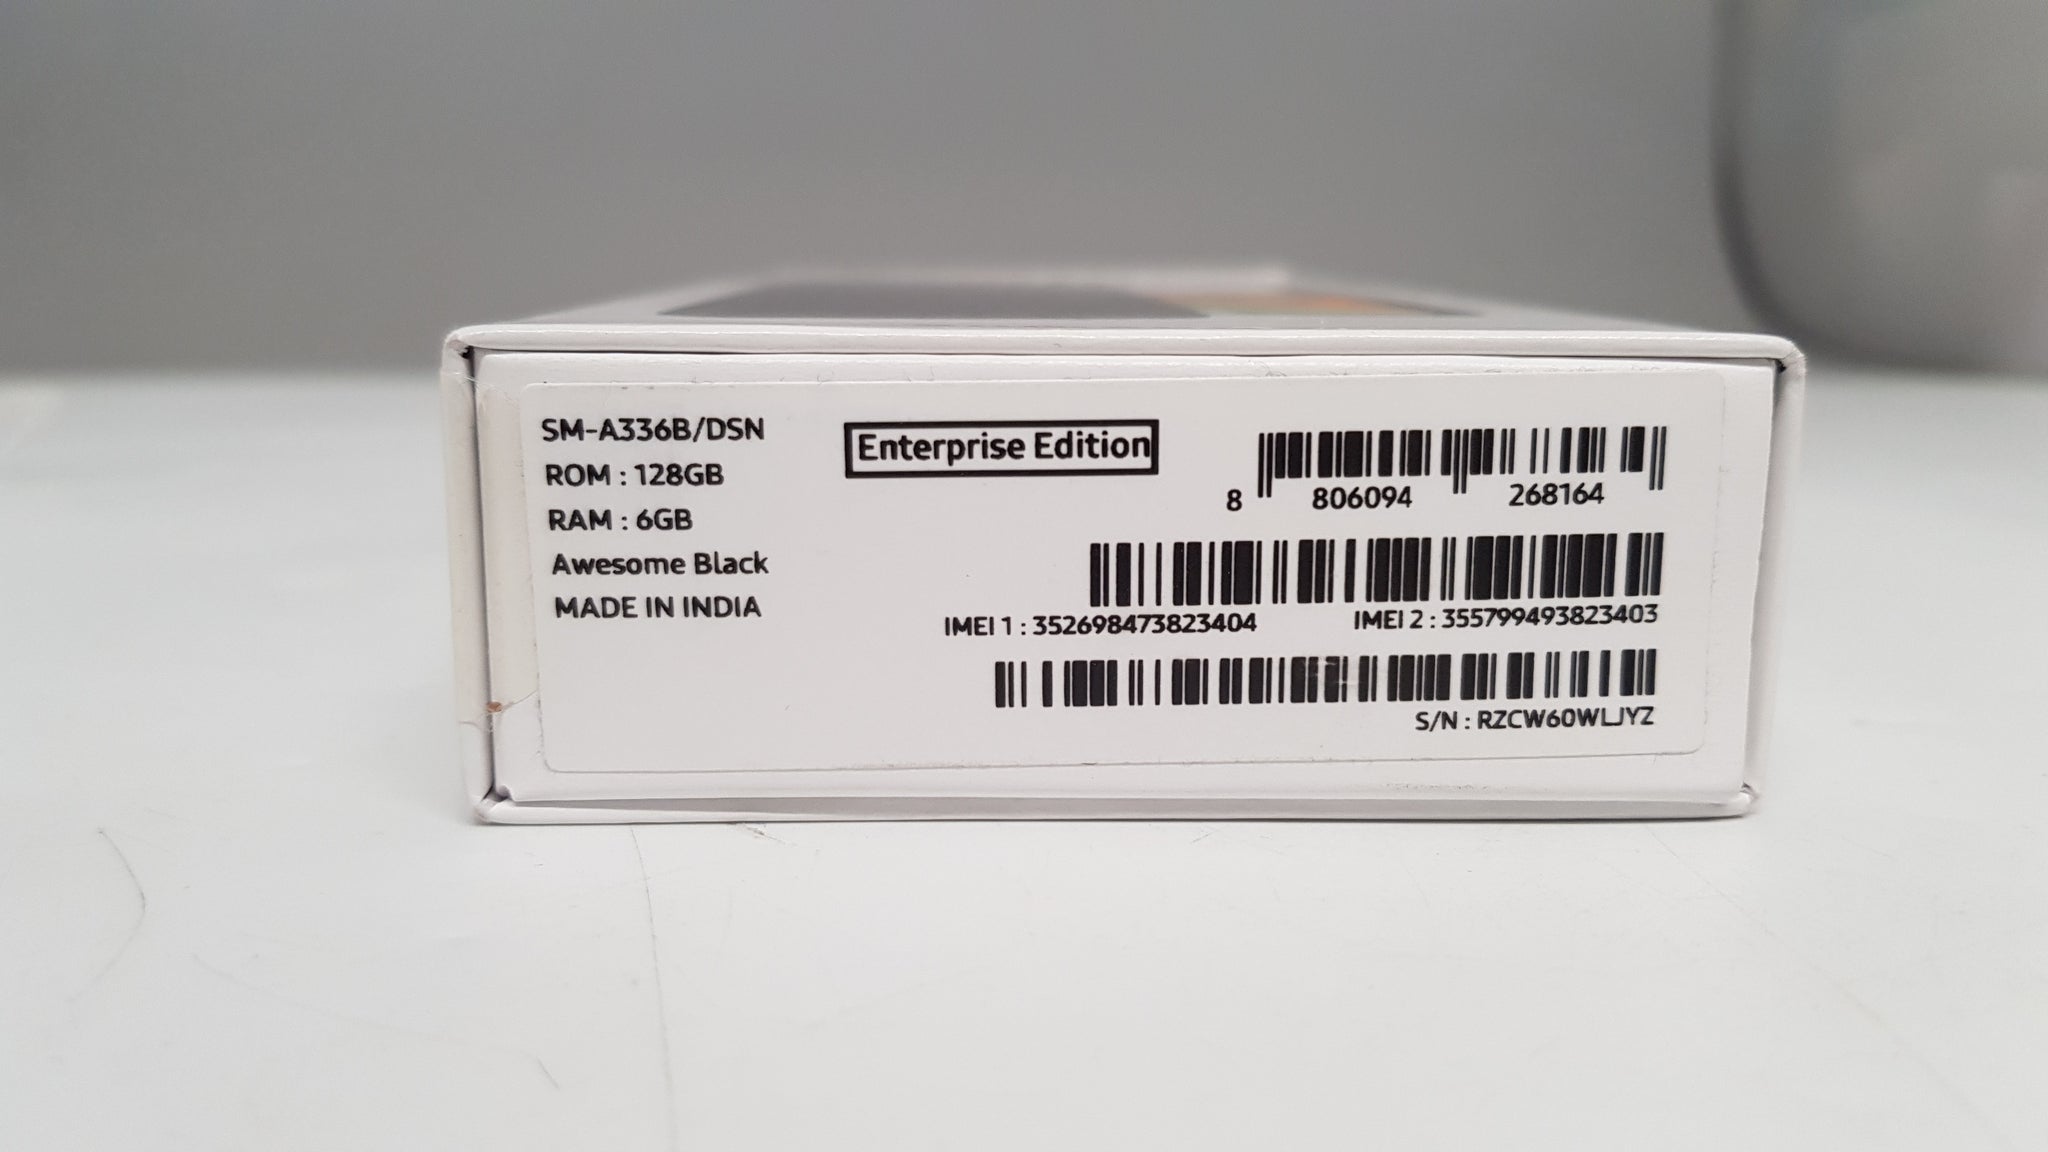 SM-A336B/DSN
ROM : 128GB
RAM : 6GB
Awesome Black
MADE IN INDIA
Enterprise Edition
8 806094 268164
IMEI 1 : 352698473823404 IMEI 2 : 355799493823403
S/N : RZCW60WLJYZ